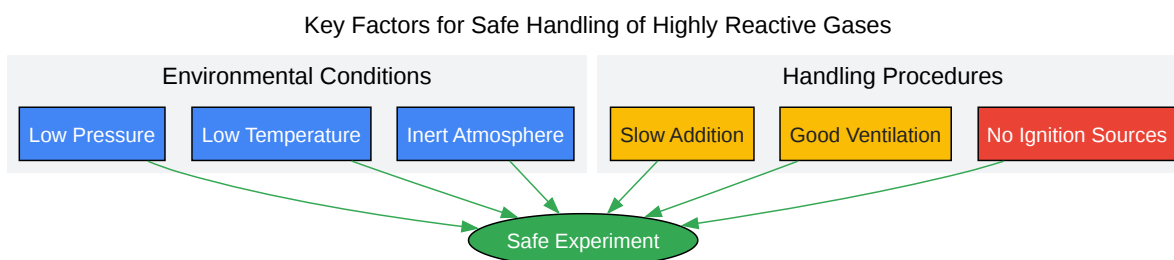 Key Factors for Safe Handling of Highly Reactive Gases
Environmental Conditions
Handling Procedures
Low Pressure
Low Temperature
Inert Atmosphere
Slow Addition
Good Ventilation
No Ignition Sources
Safe Experiment